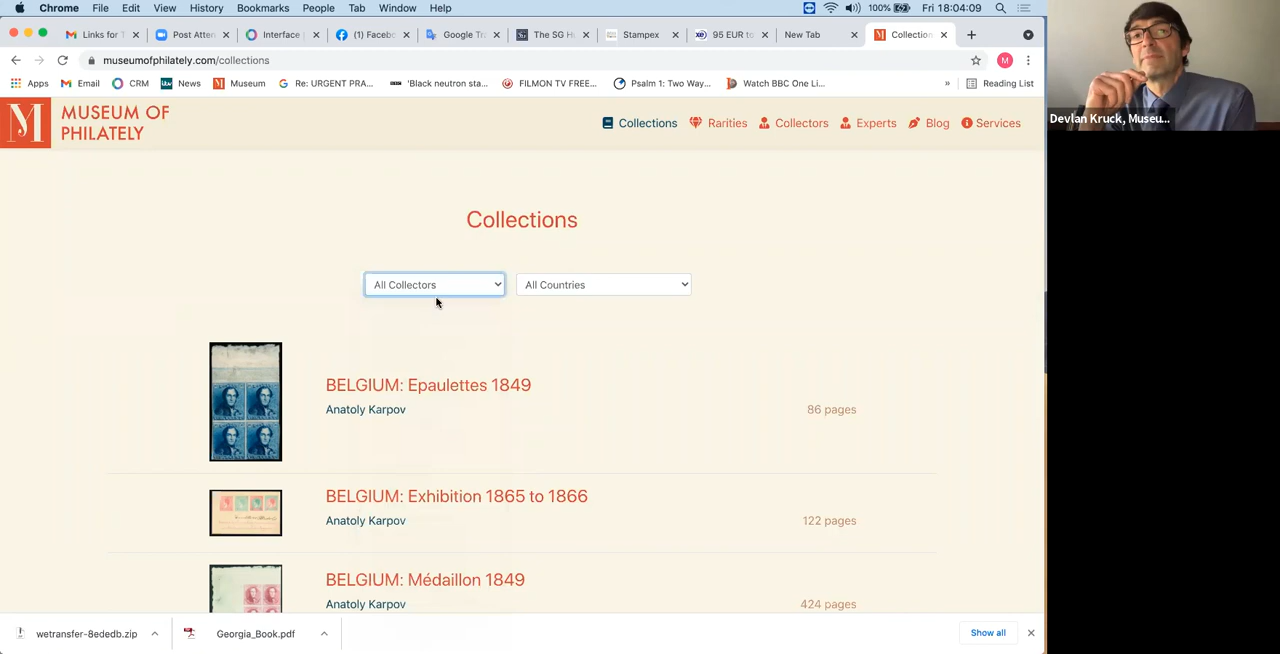 Chrome File Edit View History Bookmarks People Tab Window Help 100% Fri 18:04:09
Links for T Post Atten Interface (1) Facebo Google Tra The SG H Stampex 95 EUR to New Tab Collection
museumofphilately.com/collections M
Apps Email CRM itv News Museum Re: URGENT PRA... 'Black neutron sta... FILMON TV FREE... Psalm 1: Two Way... Watch BBC One Li... » Reading List
M MUSEUM OF
PHILATELY
Collections Rarities Collectors Experts Blog Services
Collections
All Collectors All Countries
BELGIUM: Epaulettes 1849
Anatoly Karpov 86 pages
BELGIUM: Exhibition 1865 to 1866
Anatoly Karpov 122 pages
BELGIUM: Médaillon 1849
Anatoly Karpov 424 pages
wetransfer-8ededb.zip Georgia_Book.pdf Show all
Devlan Kruck, Museu...